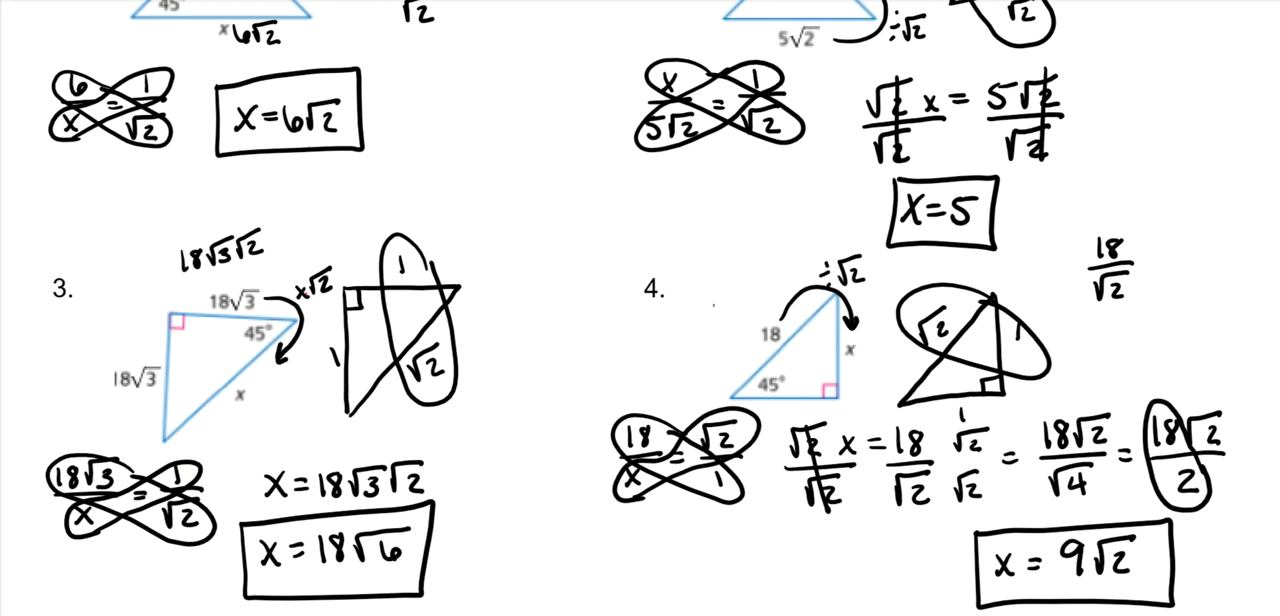 45°
x 6√2
√2
6/x = 1/√2
x = 6√2
5√2
÷√2
√2
x/5√2 = 1/√2
√2 x/√2 = 5√2/√2
x = 5
3.
18√3√2
18√3
x√2
45°
18√3
x
1
1
√2
18√3/x = 1/√2
x = 18√3√2
x = 18√6
4.
÷√2
18/√2
18
x
45°
√2
1
1
18/x = √2/1
√2 x/√2 = 18/√2 √2/√2 = 18√2/√4 = 18√2/2
x = 9√2